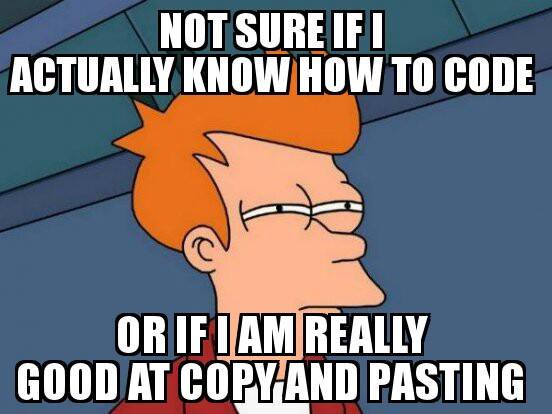 NOT SURE IF I
ACTUALLY KNOW HOW TO CODE
OR IF I AM REALLY
GOOD AT COPY AND PASTING